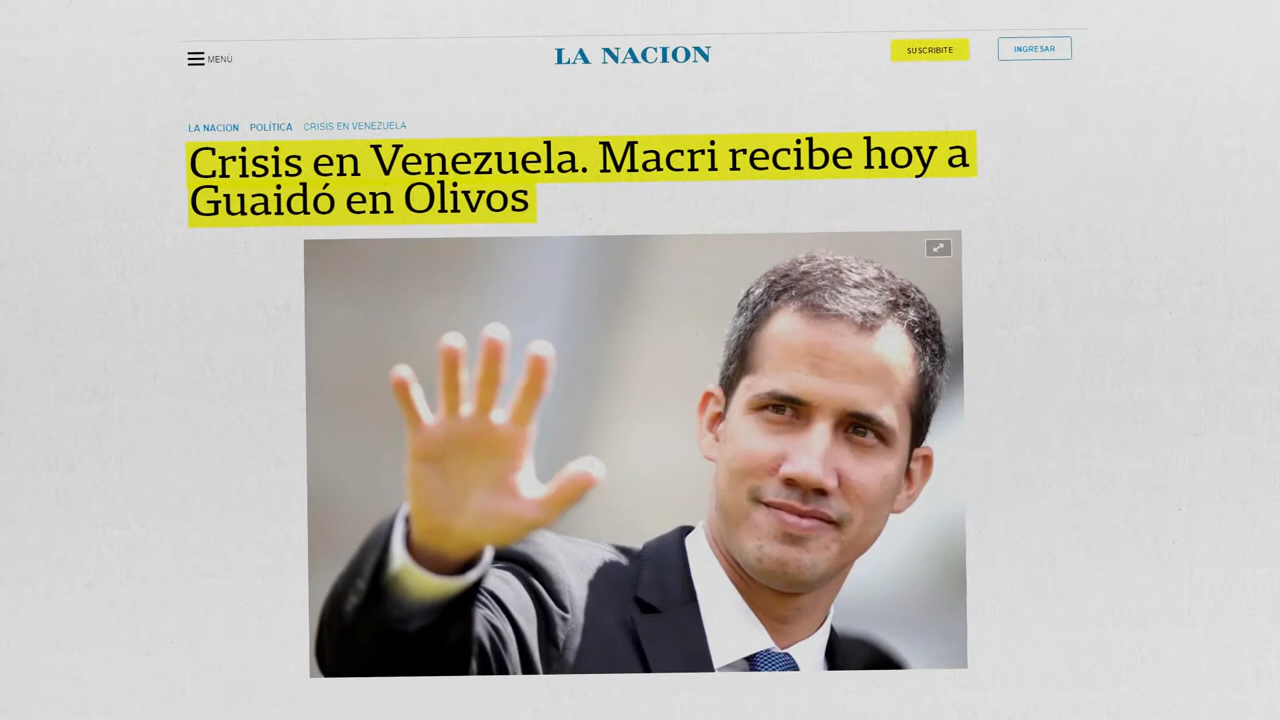 MENÚ
LA NACION
SUSCRIBITE
INGRESAR
LA NACION POLÍTICA CRISIS EN VENEZUELA
Crisis en Venezuela. Macri recibe hoy a
Guaidó en Olivos